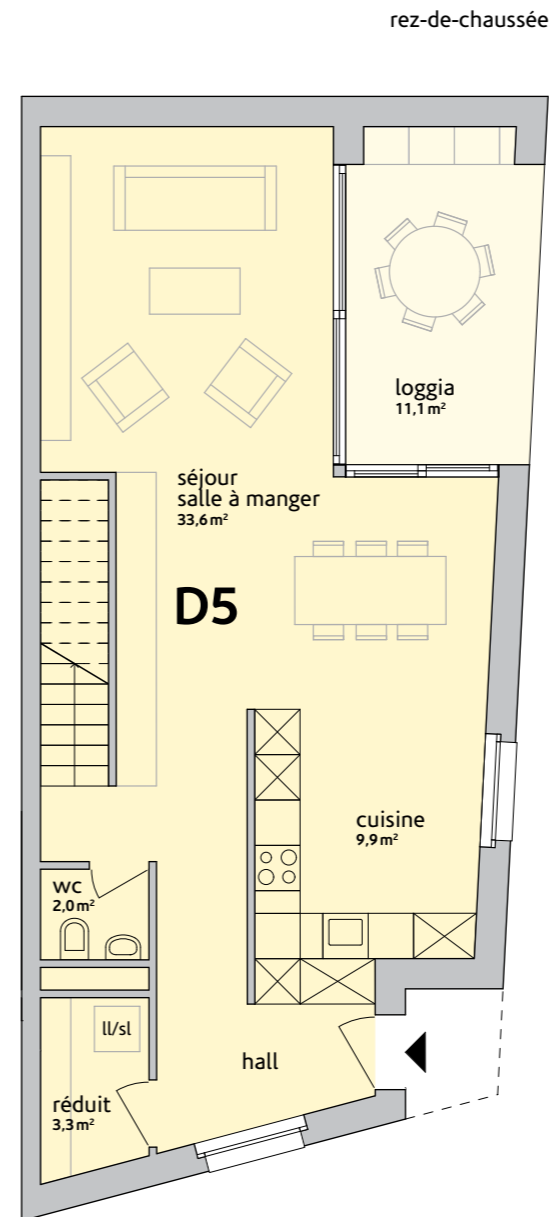 rez-de-chaussée
loggia
11,1 m²
séjour
salle à manger
33,6 m²
D5
cuisine
9,9 m²
wc
2,0 m²
ll/sl
hall
réduit
3,3 m²